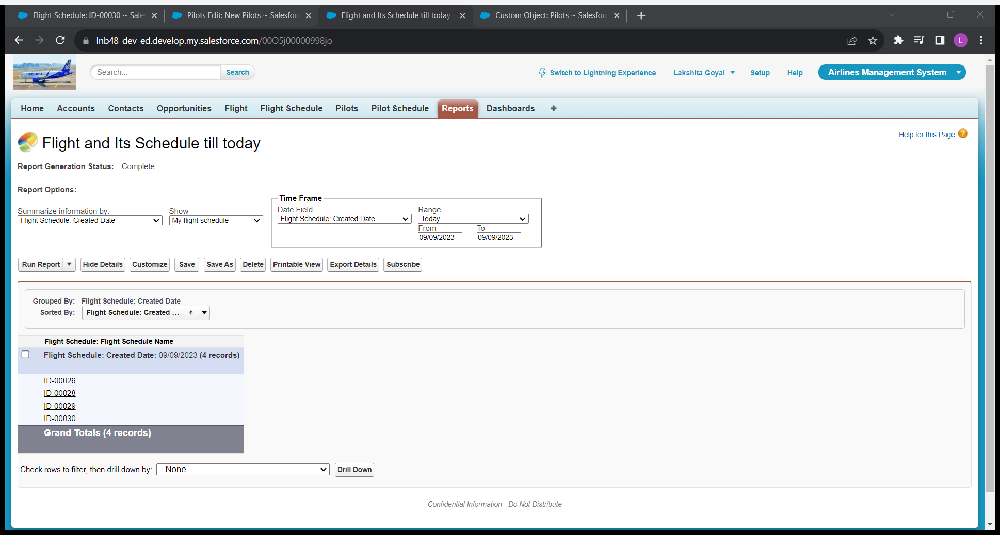 Flight Schedule: ID-00030 ~ Sale
Pilots Edit: New Pilots ~ Salesforc
Flight and Its Schedule till today
Custom Object: Pilots ~ Salesforc
lnb48-dev-ed.develop.my.salesforce.com/00O5j00000998jo
L
GO FIRST
Search...
Search
Switch to Lightning Experience
Lakshita Goyal
Setup
Help
Airlines Management System
Home
Accounts
Contacts
Opportunities
Flight
Flight Schedule
Pilots
Pilot Schedule
Reports
Dashboards
Flight and Its Schedule till today
Help for this Page
Report Generation Status: Complete
Report Options:
Summarize information by:
Flight Schedule: Created Date
Show
My flight schedule
Time Frame
Date Field
Flight Schedule: Created Date
Range
Today
From
09/09/2023
To
09/09/2023
Run Report
Hide Details
Customize
Save
Save As
Delete
Printable View
Export Details
Subscribe
Grouped By: Flight Schedule: Created Date
Sorted By: Flight Schedule: Created ...
Flight Schedule: Flight Schedule Name
Flight Schedule: Created Date: 09/09/2023 (4 records)
ID-00026
ID-00028
ID-00029
ID-00030
Grand Totals (4 records)
Check rows to filter, then drill down by: --None-- Drill Down
Confidential Information - Do Not Distribute